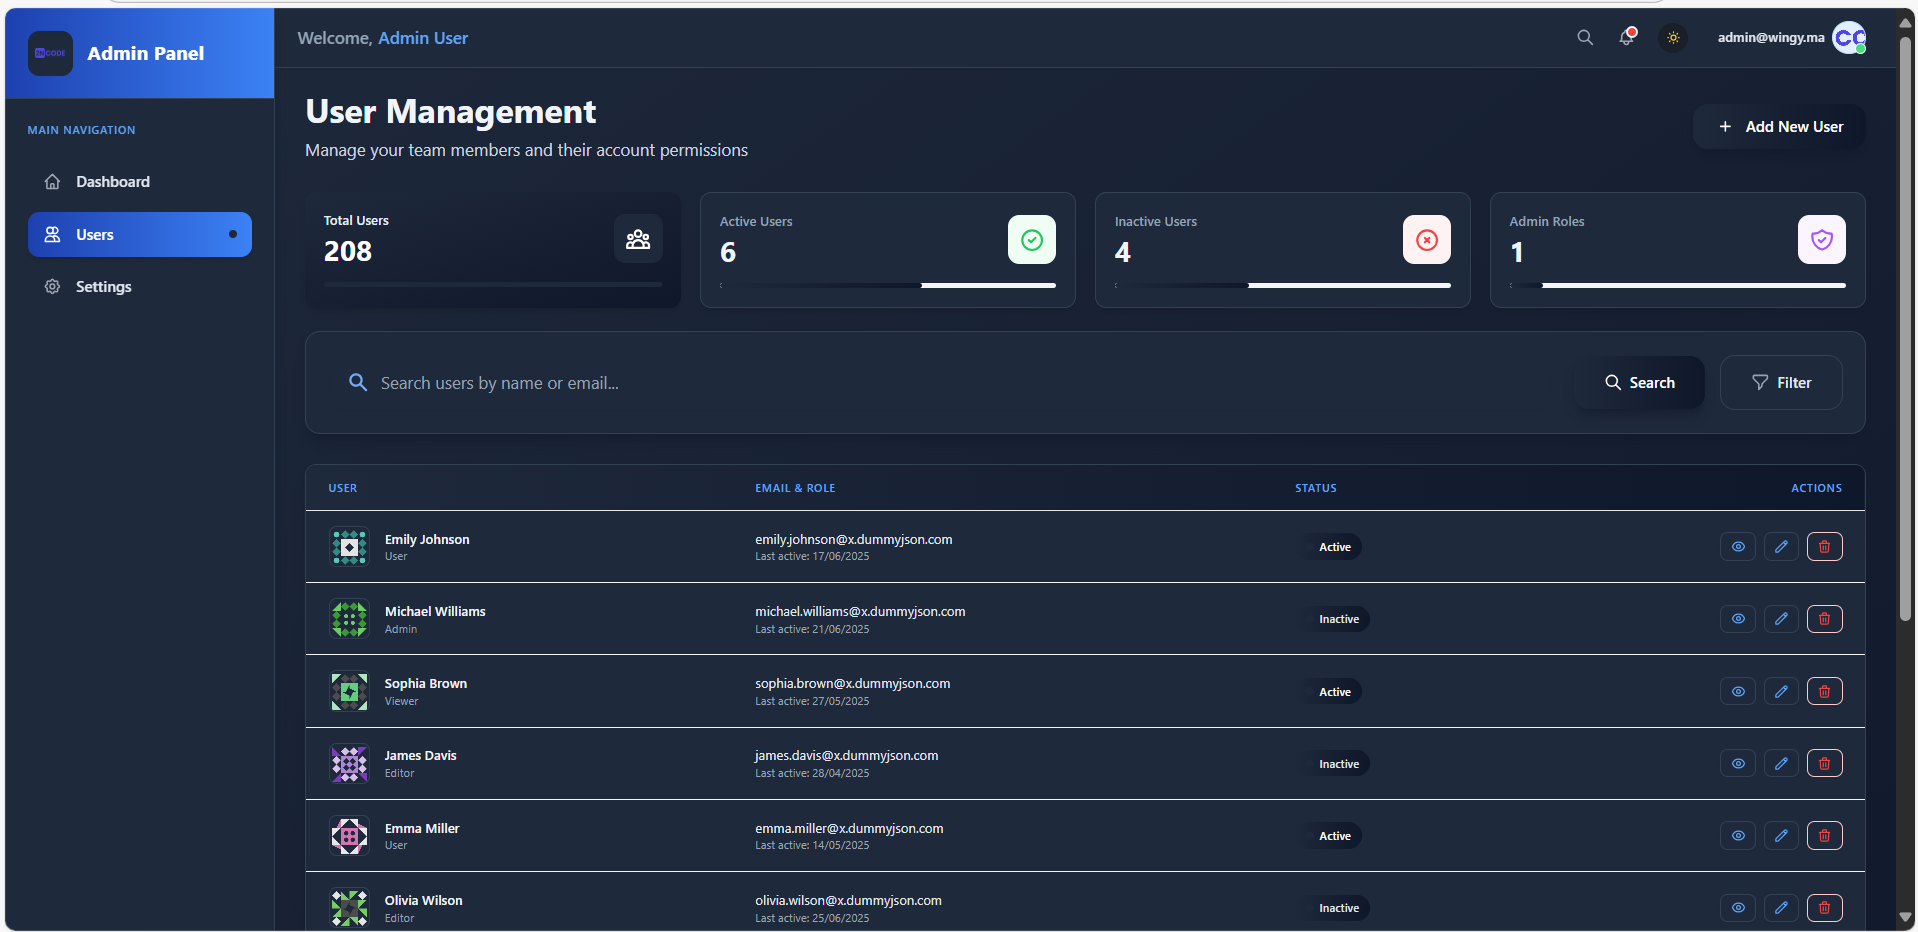 INCODE
Admin Panel
Welcome, Admin User
admin@wingy.ma
MAIN NAVIGATION
Dashboard
Users
Settings
User Management
Manage your team members and their account permissions
+ Add New User
Total Users
208
Active Users
6
Inactive Users
4
Admin Roles
1
Search users by name or email...
Search
Filter
USER EMAIL & ROLE STATUS ACTIONS
Emily Johnson
User
emily.johnson@x.dummyjson.com
Last active: 17/06/2025
Active
Michael Williams
Admin
michael.williams@x.dummyjson.com
Last active: 21/06/2025
Inactive
Sophia Brown
Viewer
sophia.brown@x.dummyjson.com
Last active: 27/05/2025
Active
James Davis
Editor
james.davis@x.dummyjson.com
Last active: 28/04/2025
Inactive
Emma Miller
User
emma.miller@x.dummyjson.com
Last active: 14/05/2025
Active
Olivia Wilson
Editor
olivia.wilson@x.dummyjson.com
Last active: 25/06/2025
Inactive